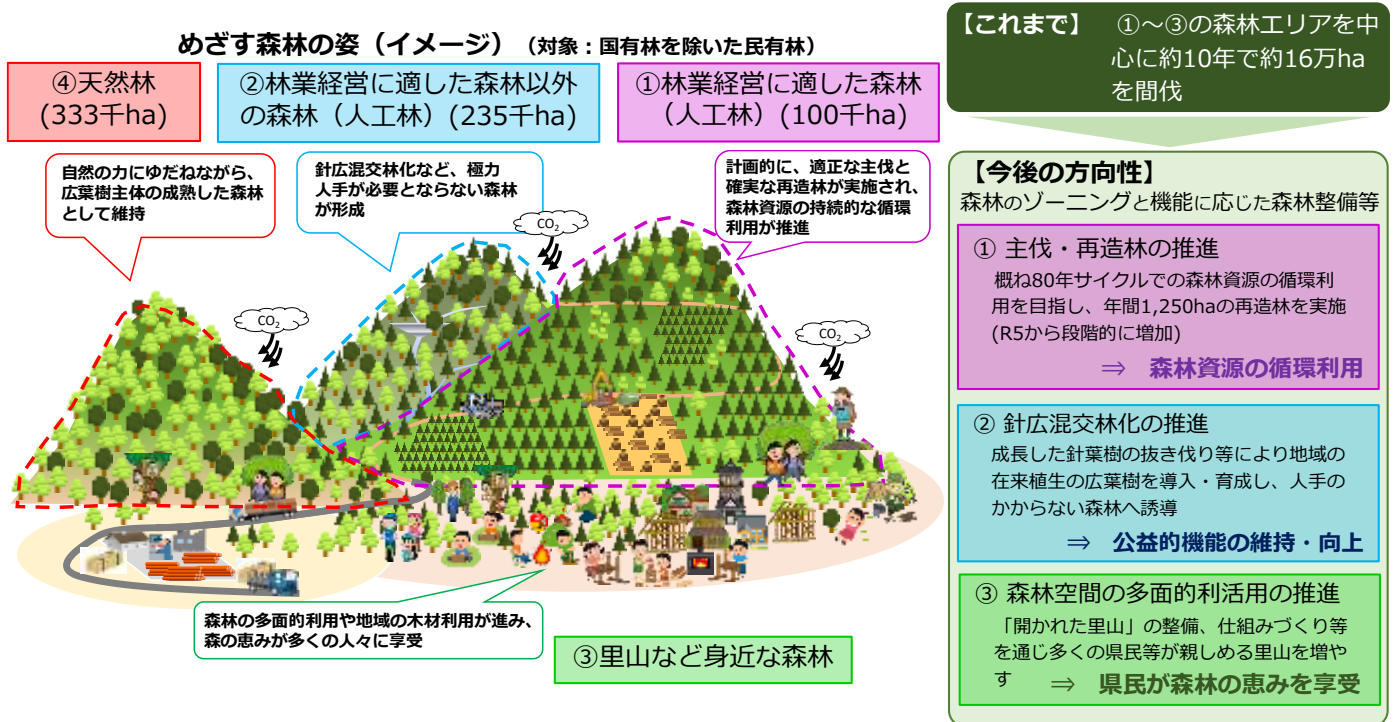 めざす森林の姿（イメージ）（対象：国有林を除いた民有林）
④天然林
(333千ha)
②林業経営に適した森林以外
の森林（人工林）(235千ha)
①林業経営に適した森林
（人工林）(100千ha)
自然の力にゆだねながら、
広葉樹主体の成熟した森林
として維持
針広混交林化など、極力
人手が必要とならない森林
が形成
計画的に、適正な主伐と
確実な再造林が実施され、
森林資源の持続的な循環
利用が推進
CO2
CO2
CO2
森林の多面的利用や地域の木材利用が進み、
森の恵みが多くの人々に享受
③里山など身近な森林
【これまで】　①～③の森林エリアを中
心に約10年で約16万ha
を間伐
【今後の方向性】
森林のゾーニングと機能に応じた森林整備等
① 主伐・再造林の推進
概ね80年サイクルでの森林資源の循環利
用を目指し、年間1,250haの再造林を実施
(R5から段階的に増加)
⇒　森林資源の循環利用
② 針広混交林化の推進
成長した針葉樹の抜き伐り等により地域の
在来植生の広葉樹を導入・育成し、人手の
かからない森林へ誘導
⇒　公益的機能の維持・向上
③ 森林空間の多面的利活用の推進
「開かれた里山」の整備、仕組みづくり等
を通じ多くの県民等が親しめる里山を増や
す　⇒　県民が森林の恵みを享受